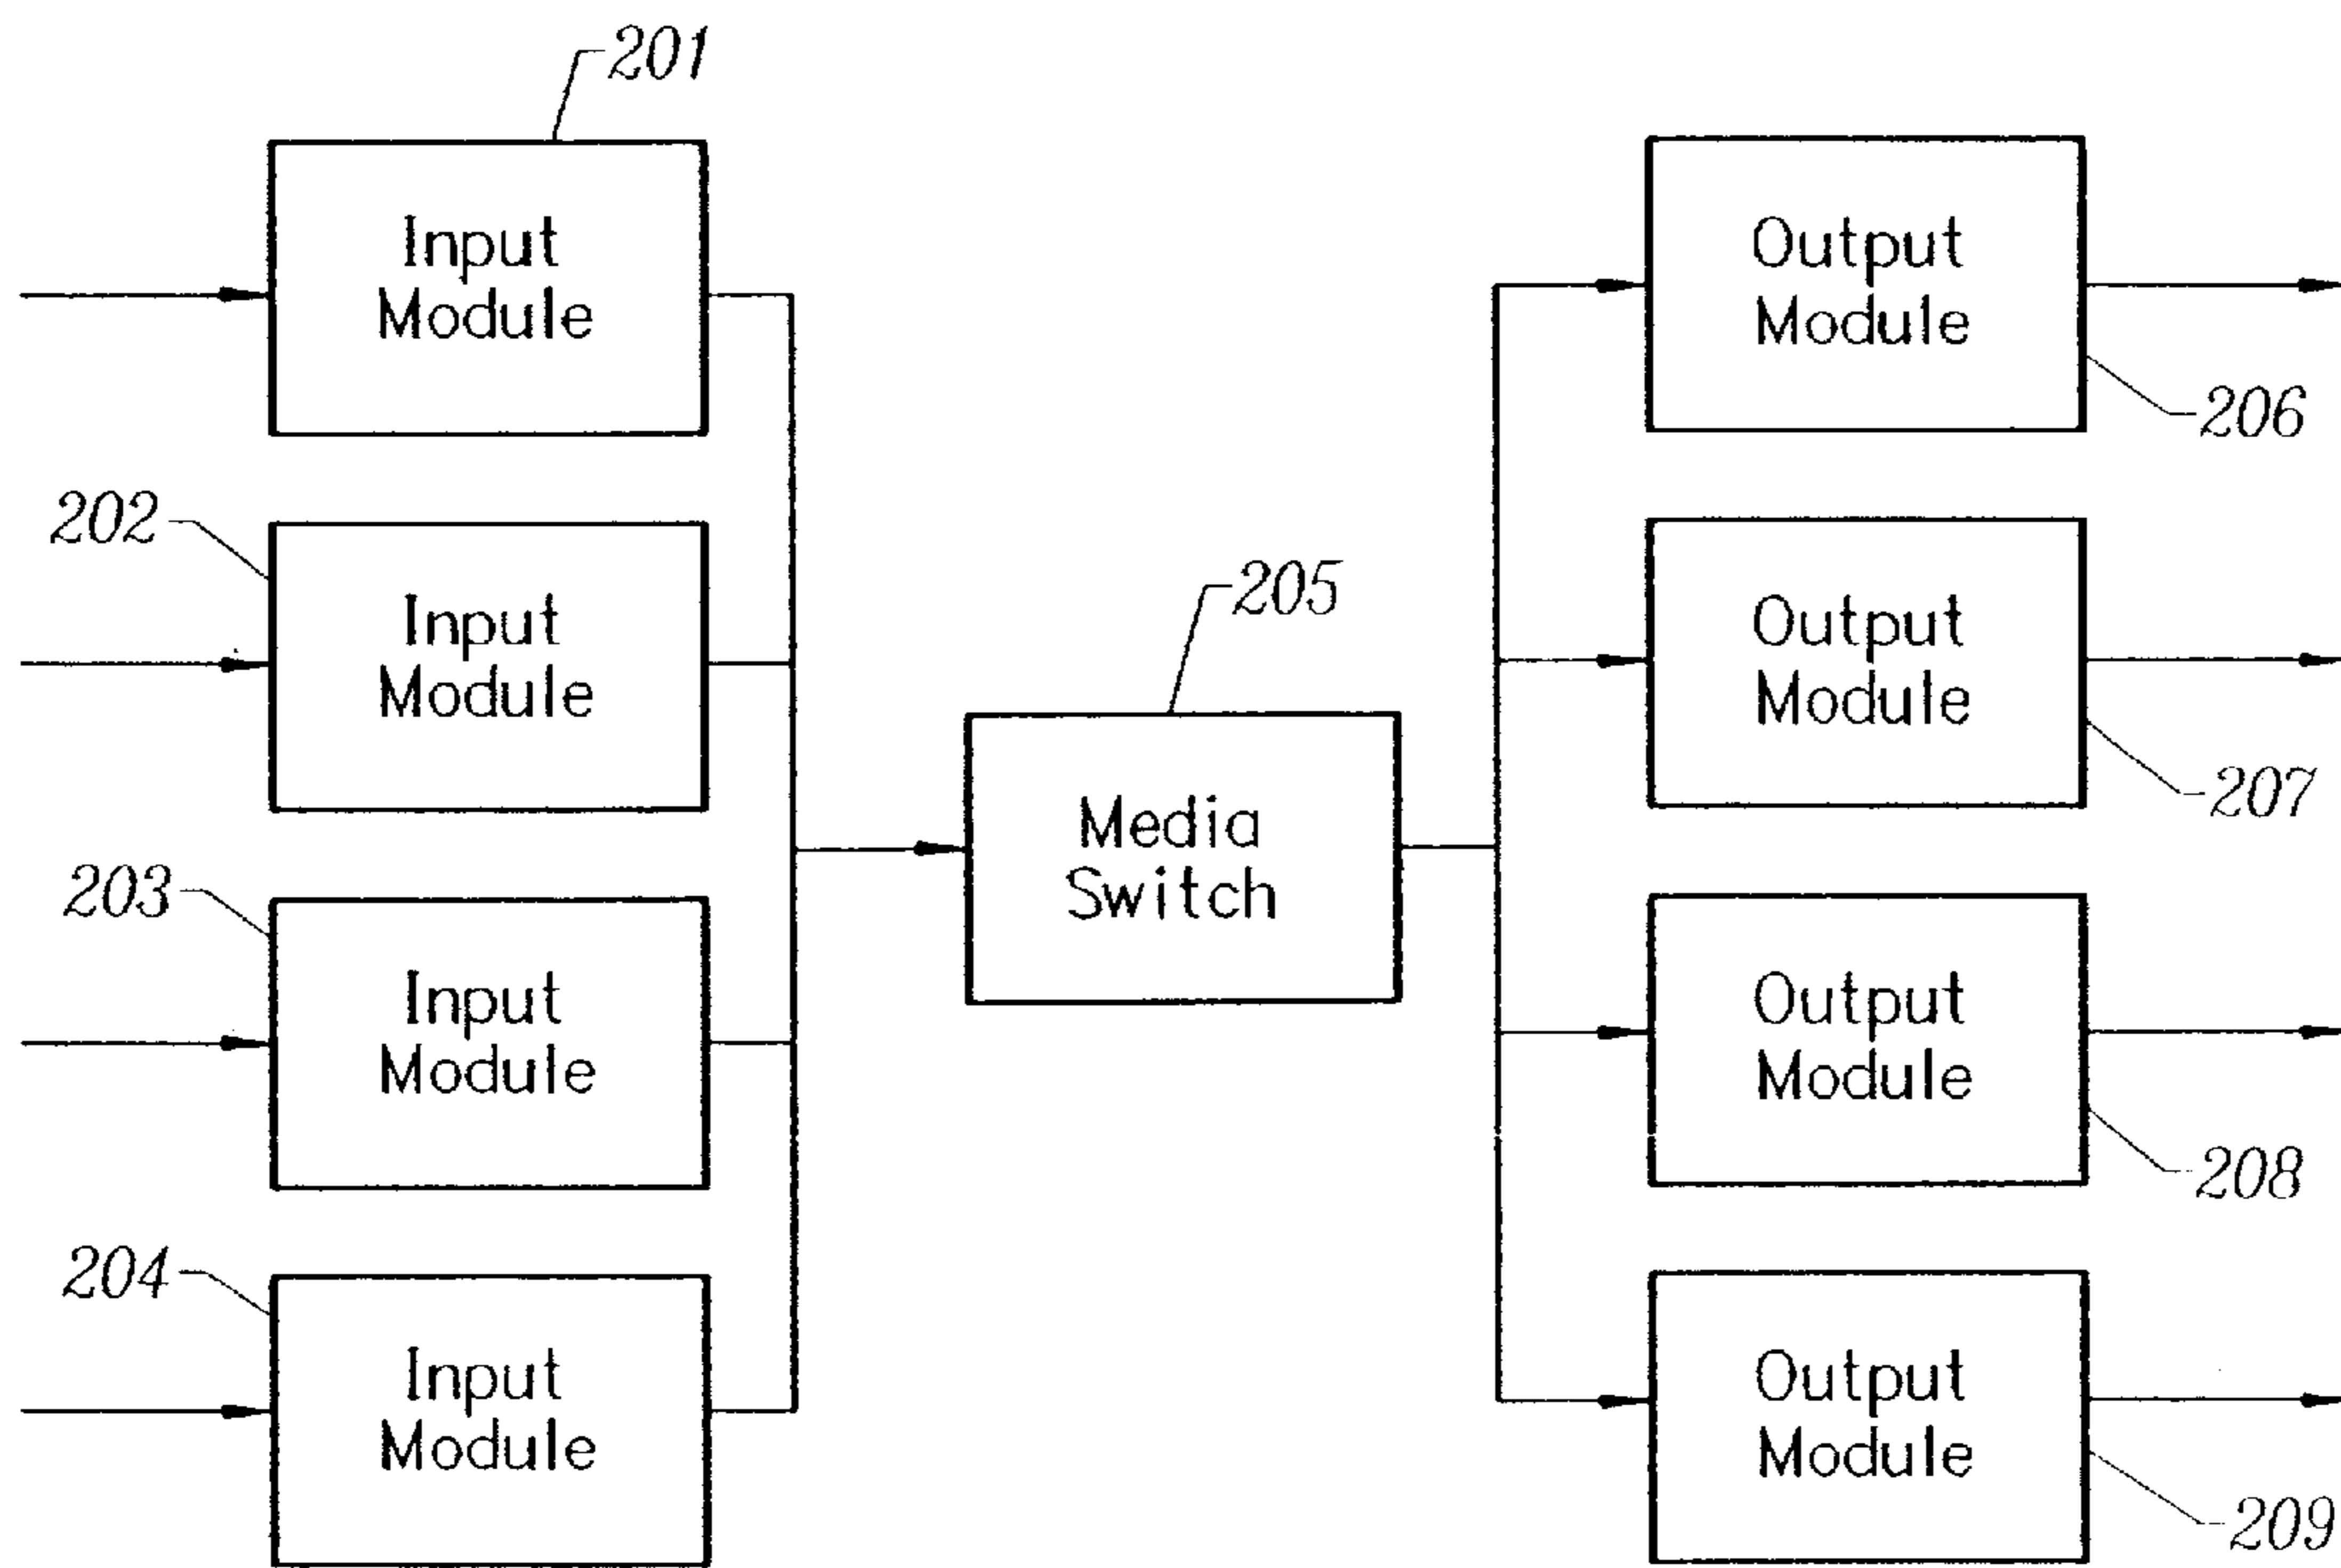 201
Input
Module
202
Input
Module
203
Input
Module
204
Input
Module
205
Media
Switch
Output
Module
206
Output
Module
207
Output
Module
208
Output
Module
209